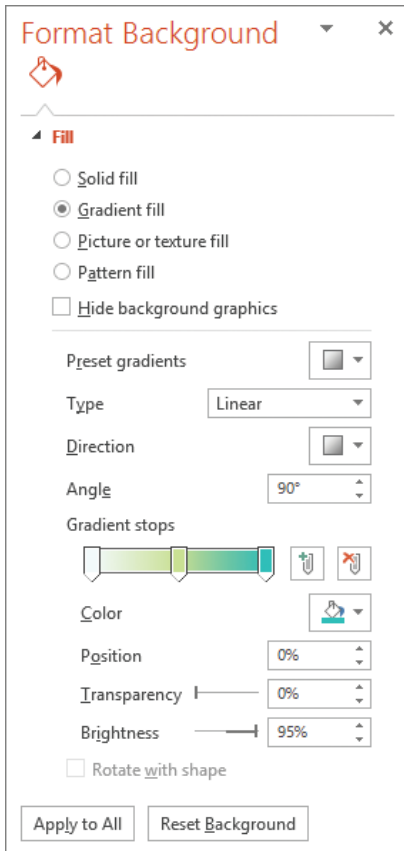 Format Background
Fill
Solid fill
Gradient fill
Picture or texture fill
Pattern fill
Hide background graphics
Preset gradients
Type Linear
Direction
Angle 90°
Gradient stops
Color
Position 0%
Transparency 0%
Brightness 95%
Rotate with shape
Apply to All Reset Background